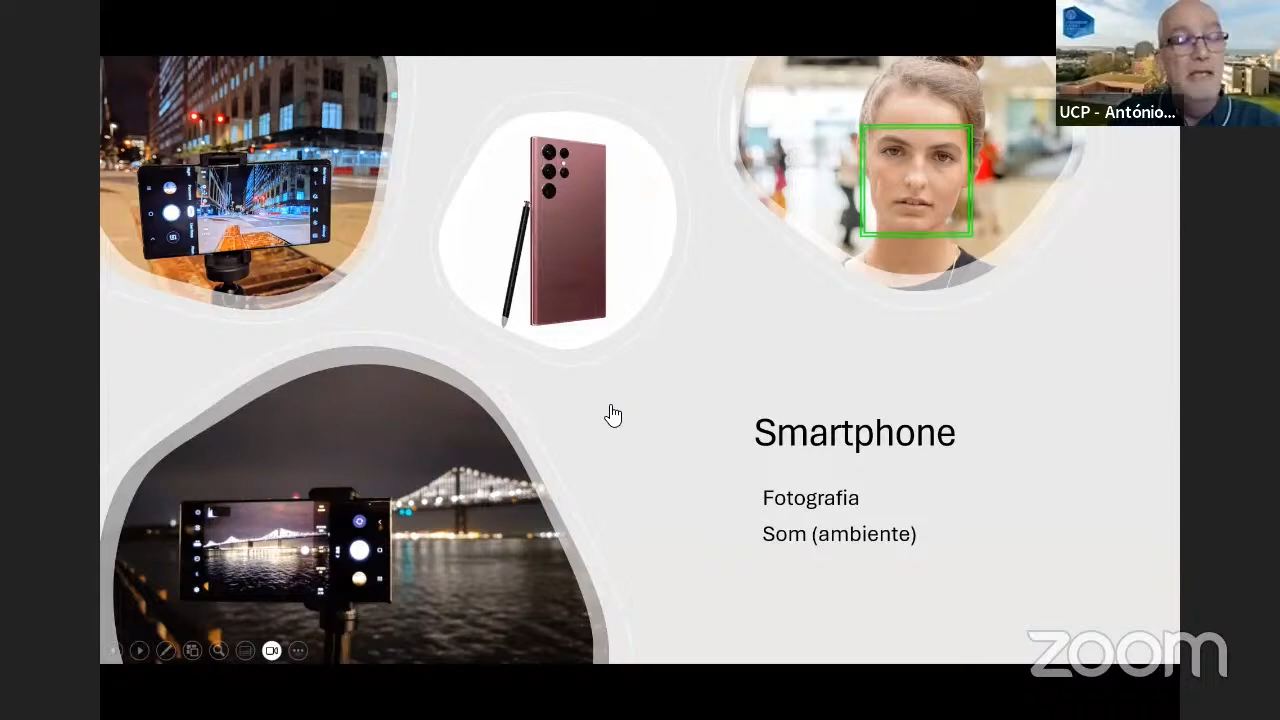 UCP - António...
Smartphone
Fotografia
Som (ambiente)
zoom